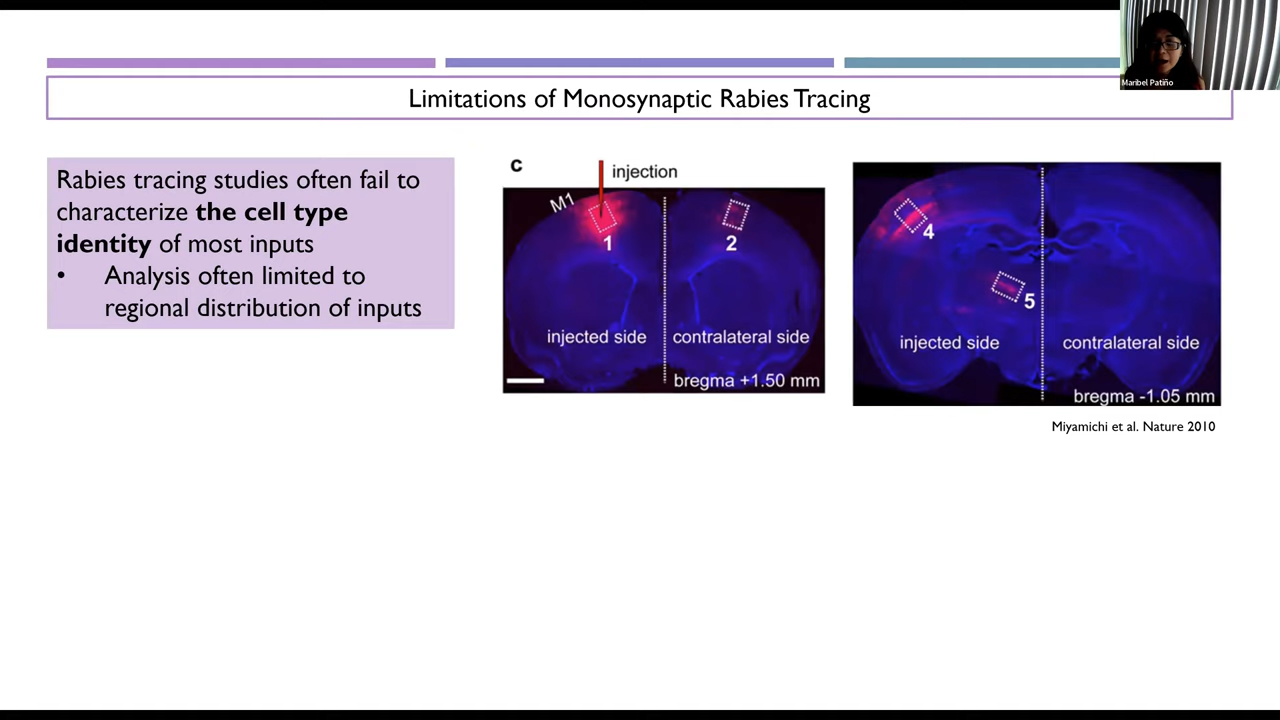 Maribel Patiño
Limitations of Monosynaptic Rabies Tracing
Rabies tracing studies often fail to
characterize the cell type
identity of most inputs
• Analysis often limited to
regional distribution of inputs
c
injection
M1
1
2
injected side
contralateral side
bregma +1.50 mm
4
5
injected side
contralateral side
bregma -1.05 mm
Miyamichi et al. Nature 2010